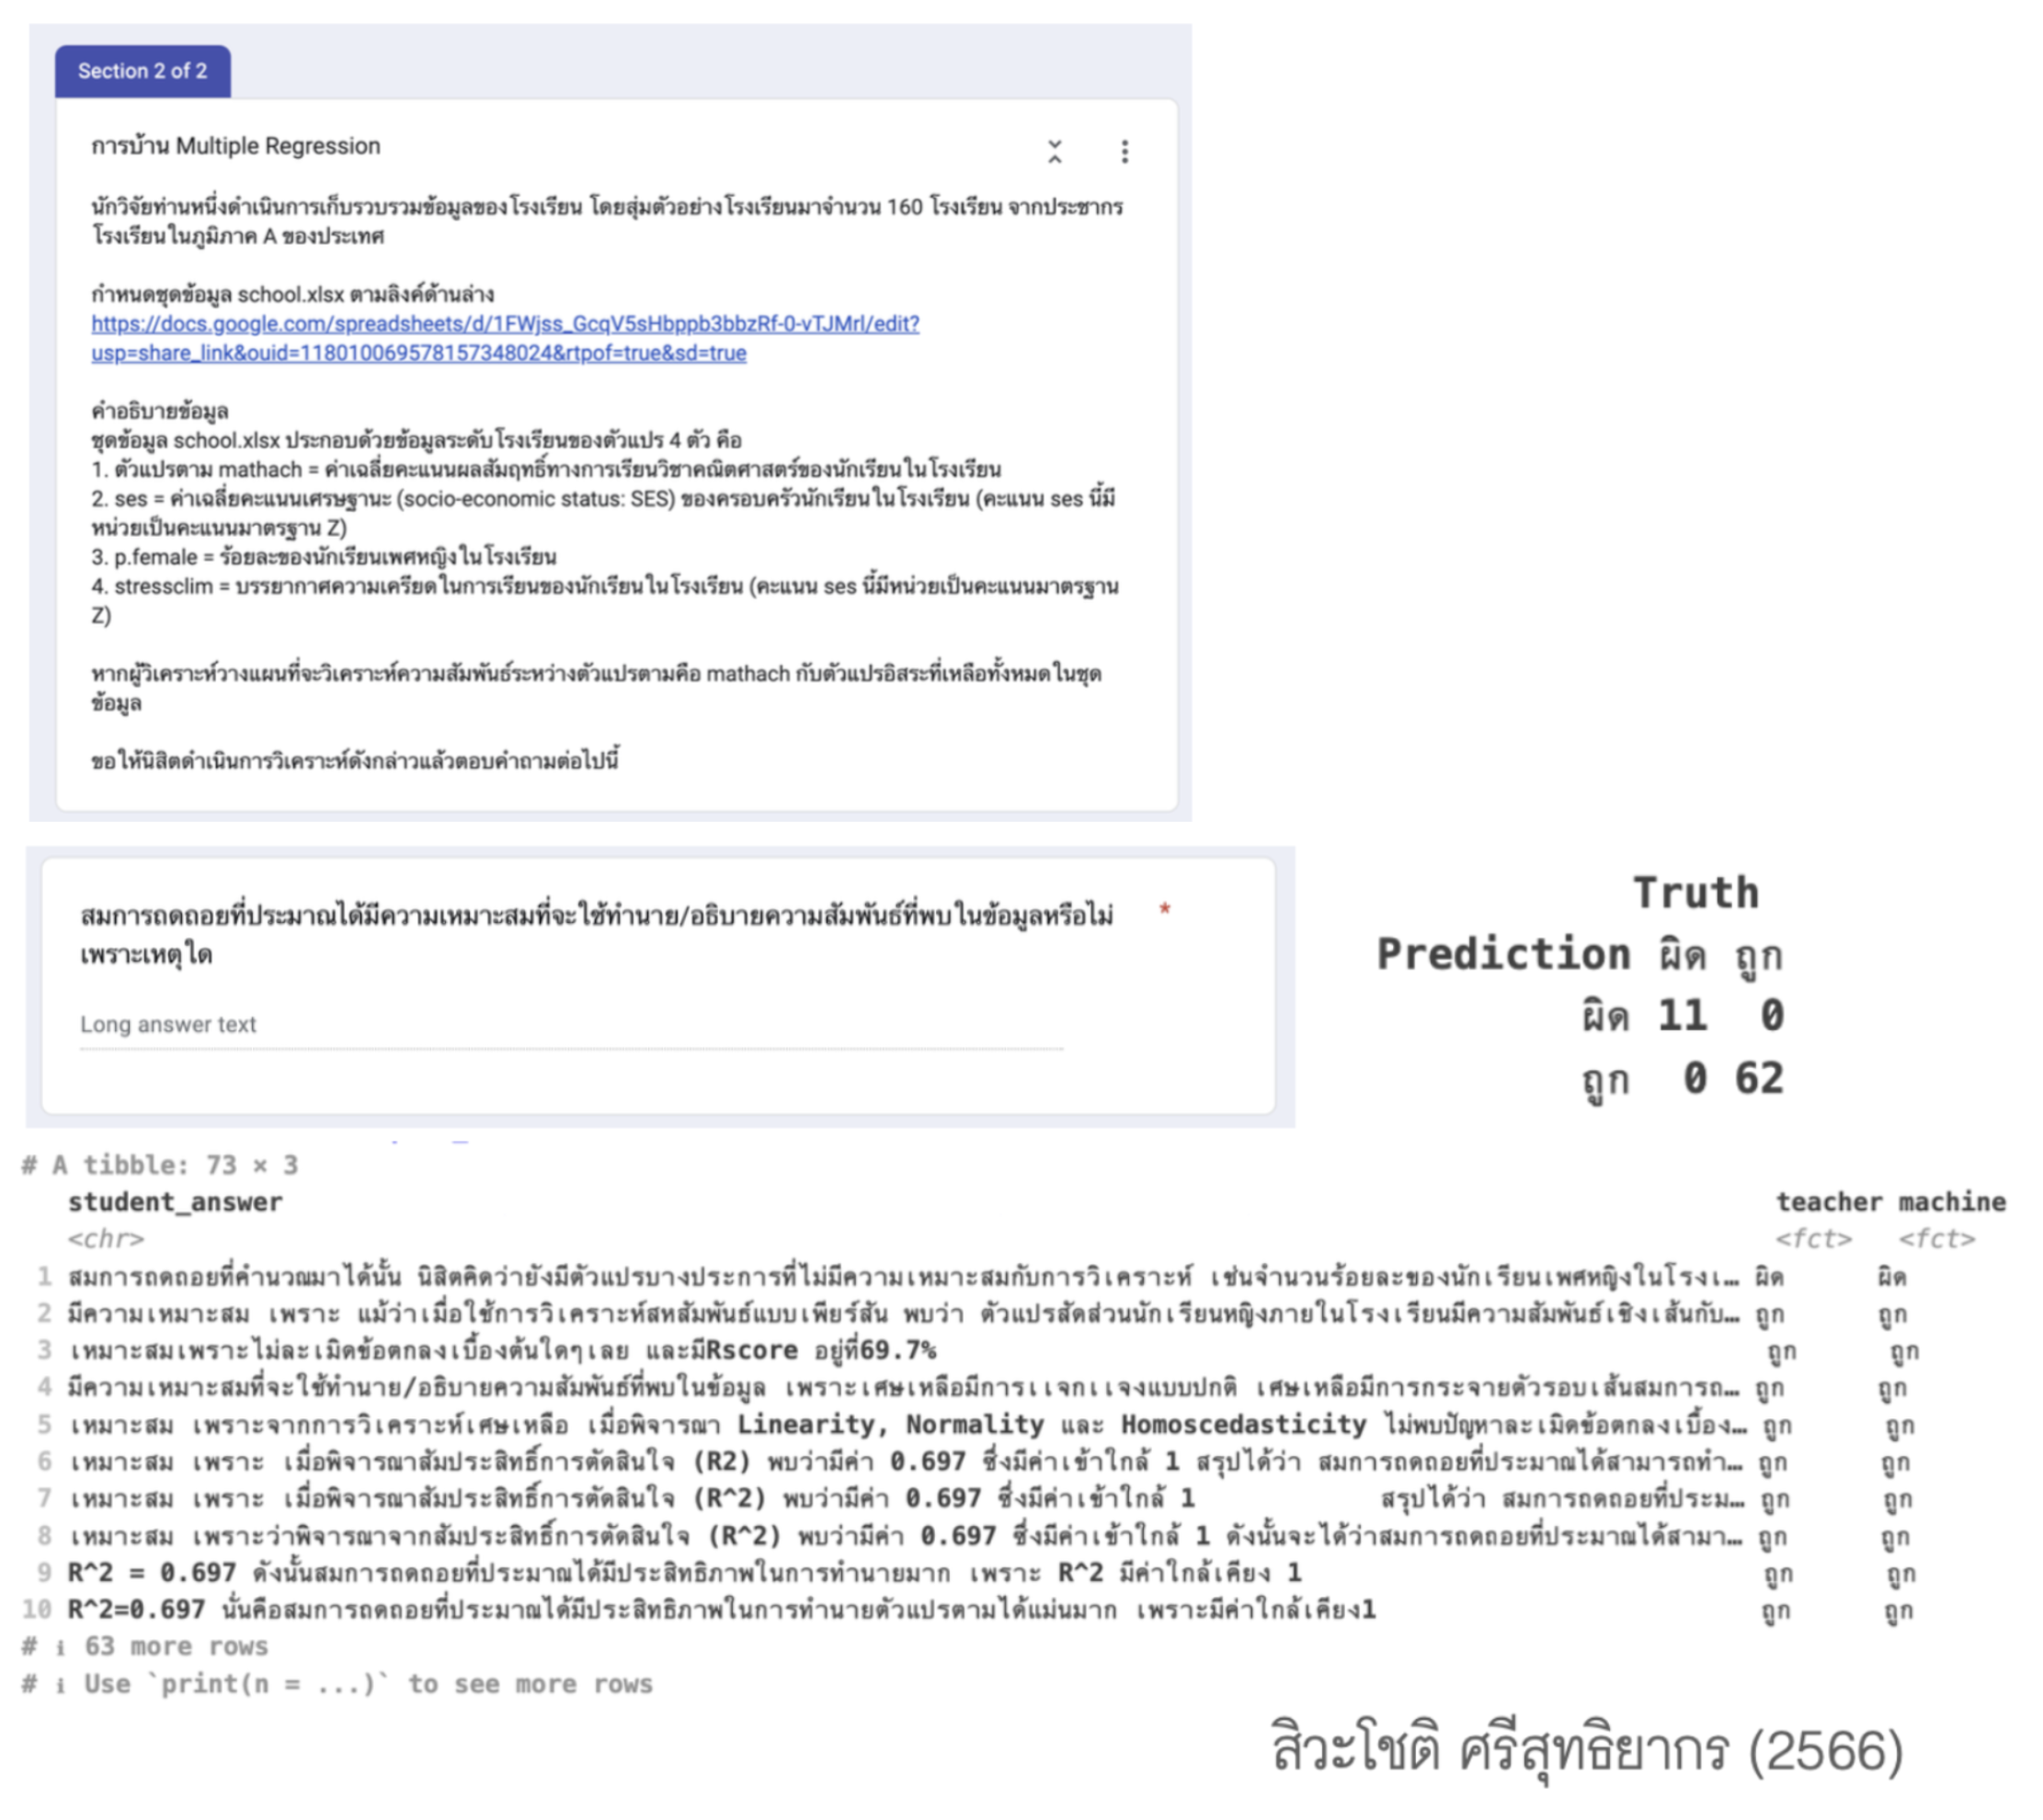 Section 2 of 2
การบ้าน Multiple Regression
นักวิจัยท่านหนึ่งดำเนินการเก็บรวบรวมข้อมูลของโรงเรียน โดยสุ่มตัวอย่างโรงเรียนมาจำนวน 160 โรงเรียน จากประชากร
โรงเรียนในภูมิภาค A ของประเทศ
กำหนดชุดข้อมูล school.xlsx ตามลิงค์ด้านล่าง
https://docs.google.com/spreadsheets/d/1FWjss_GcqV5sHbppb3bbzRf-0-vTJMrl/edit?
usp=share_link&ouid=118010069578157348024&rtpof=true&sd=true
คำอธิบายข้อมูล
ชุดข้อมูล school.xlsx ประกอบด้วยข้อมูลระดับโรงเรียนของตัวแปร 4 ตัว คือ
1. ตัวแปรตาม mathach = ค่าเฉลี่ยคะแนนผลสัมฤทธิ์ทางการเรียนวิชาคณิตศาสตร์ของนักเรียนในโรงเรียน
2. ses = ค่าเฉลี่ยคะแนนเศรษฐานะ (socio-economic status: SES) ของครอบครัวนักเรียนในโรงเรียน (คะแนน ses นี้มี
หน่วยเป็นคะแนนมาตรฐาน Z)
3. p.female = ร้อยละของนักเรียนเพศหญิงในโรงเรียน
4. stressclim = บรรยากาศความเครียดในการเรียนของนักเรียนในโรงเรียน (คะแนน ses นี้มีหน่วยเป็นคะแนนมาตรฐาน
Z)
หากผู้วิเคราะห์วางแผนที่จะวิเคราะห์ความสัมพันธ์ระหว่างตัวแปรตามคือ mathach กับตัวแปรอิสระที่เหลือทั้งหมดในชุด
ข้อมูล
ขอให้นิสิตดำเนินการวิเคราะห์ดังกล่าวแล้วตอบคำถามต่อไปนี้
สมการถดถอยที่ประมาณได้มีความเหมาะสมที่จะใช้ทำนาย/อธิบายความสัมพันธ์ที่พบในข้อมูลหรือไม่ *
เพราะเหตุใด
Long answer text
Truth
Prediction ผิด ถูก
ผิด 11 0
ถูก 0 62
# A tibble: 73 × 3
student_answer teacher machine
<chr> <fct> <fct>
1 สมการถดถอยที่คำนวณมาได้นั้น นิสิตคิดว่ายังมีตัวแปรบางประการที่ไม่มีความเหมาะสมกับการวิเคราะห์ เช่นจำนวนร้อยละของนักเรียนเพศหญิงในโรงเ… ผิด ผิด
2 มีความเหมาะสม เพราะ แม้ว่าเมื่อใช้การวิเคราะห์สหสัมพันธ์แบบเพียร์สัน พบว่า ตัวแปรสัดส่วนนักเรียนหญิงภายในโรงเรียนมีความสัมพันธ์เชิงเส้นกับ… ถูก ถูก
3 เหมาะสมเพราะไม่ละเมิดข้อตกลงเบื้องต้นใดๆเลย และมีRscore อยู่ที่69.7% ถูก ถูก
4 มีความเหมาะสมที่จะใช้ทำนาย/อธิบายความสัมพันธ์ที่พบในข้อมูล เพราะเศษเหลือมีการเเจกเเจงแบบปกติ เศษเหลือมีการกระจายตัวรอบเส้นสมการถ… ถูก ถูก
5 เหมาะสม เพราะจากการวิเคราะห์เศษเหลือ เมื่อพิจารณา Linearity, Normality และ Homoscedasticity ไม่พบปัญหาละเมิดข้อตกลงเบื้อง… ถูก ถูก
6 เหมาะสม เพราะ เมื่อพิจารณาสัมประสิทธิ์การตัดสินใจ (R2) พบว่ามีค่า 0.697 ซึ่งมีค่าเข้าใกล้ 1 สรุปได้ว่า สมการถดถอยที่ประมาณได้สามารถทำ… ถูก ถูก
7 เหมาะสม เพราะ เมื่อพิจารณาสัมประสิทธิ์การตัดสินใจ (R^2) พบว่ามีค่า 0.697 ซึ่งมีค่าเข้าใกล้ 1 สรุปได้ว่า สมการถดถอยที่ประม… ถูก ถูก
8 เหมาะสม เพราะว่าพิจารณาจากสัมประสิทธิ์การตัดสินใจ (R^2) พบว่ามีค่า 0.697 ซึ่งมีค่าเข้าใกล้ 1 ดังนั้นจะได้ว่าสมการถดถอยที่ประมาณได้สามา… ถูก ถูก
9 R^2 = 0.697 ดังนั้นสมการถดถอยที่ประมาณได้มีประสิทธิภาพในการทำนายมาก เพราะ R^2 มีค่าใกล้เคียง 1 ถูก ถูก
10 R^2=0.697 นั่นคือสมการถดถอยที่ประมาณได้มีประสิทธิภาพในการทำนายตัวแปรตามได้แม่นมาก เพราะมีค่าใกล้เคียง1 ถูก ถูก
# ℹ 63 more rows
# ℹ Use `print(n = ...)` to see more rows
สิวะโชติ ศรีสุทธิยากร (2566)